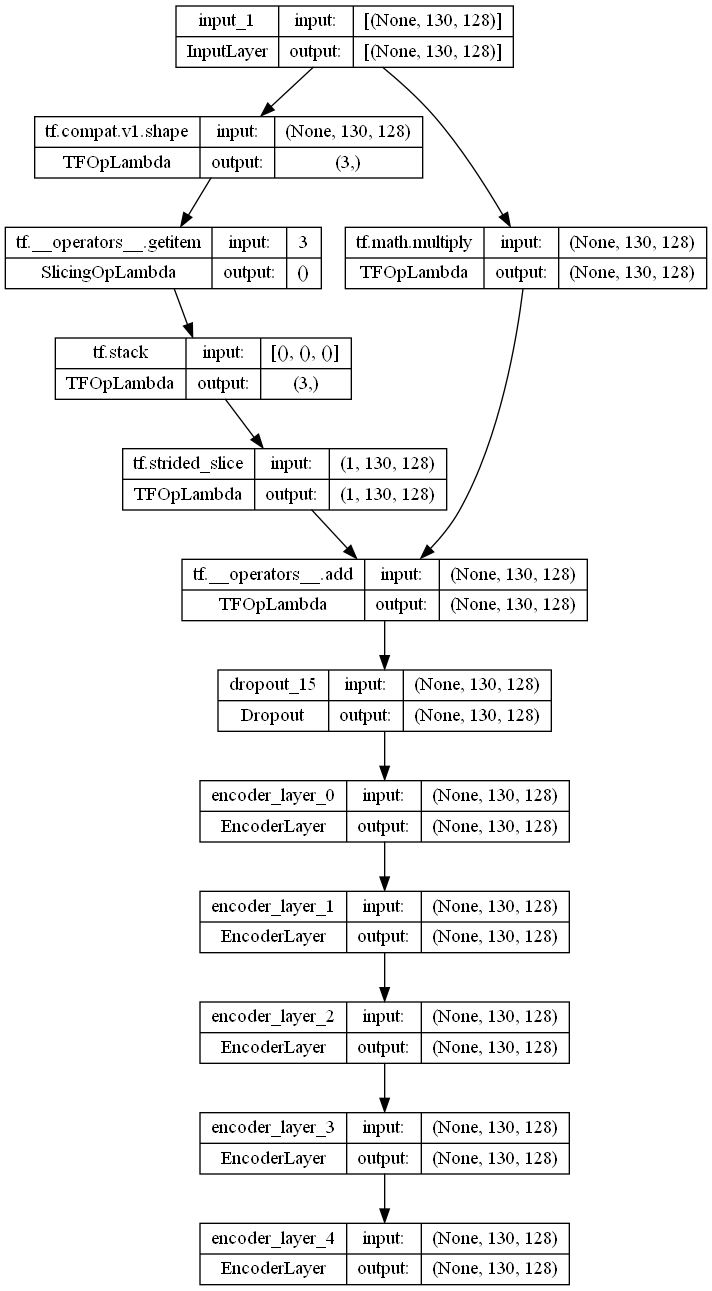 input_1 input: [(None, 130, 128)]
InputLayer output: [(None, 130, 128)]
tf.compat.v1.shape input: (None, 130, 128)
TFOpLambda output: (3,)
tf.__operators__.getitem input: 3
SlicingOpLambda output: ()
tf.math.multiply input: (None, 130, 128)
TFOpLambda output: (None, 130, 128)
tf.stack input: [(), (), ()]
TFOpLambda output: (3,)
tf.strided_slice input: (1, 130, 128)
TFOpLambda output: (1, 130, 128)
tf.__operators__.add input: (None, 130, 128)
TFOpLambda output: (None, 130, 128)
dropout_15 input: (None, 130, 128)
Dropout output: (None, 130, 128)
encoder_layer_0 input: (None, 130, 128)
EncoderLayer output: (None, 130, 128)
encoder_layer_1 input: (None, 130, 128)
EncoderLayer output: (None, 130, 128)
encoder_layer_2 input: (None, 130, 128)
EncoderLayer output: (None, 130, 128)
encoder_layer_3 input: (None, 130, 128)
EncoderLayer output: (None, 130, 128)
encoder_layer_4 input: (None, 130, 128)
EncoderLayer output: (None, 130, 128)